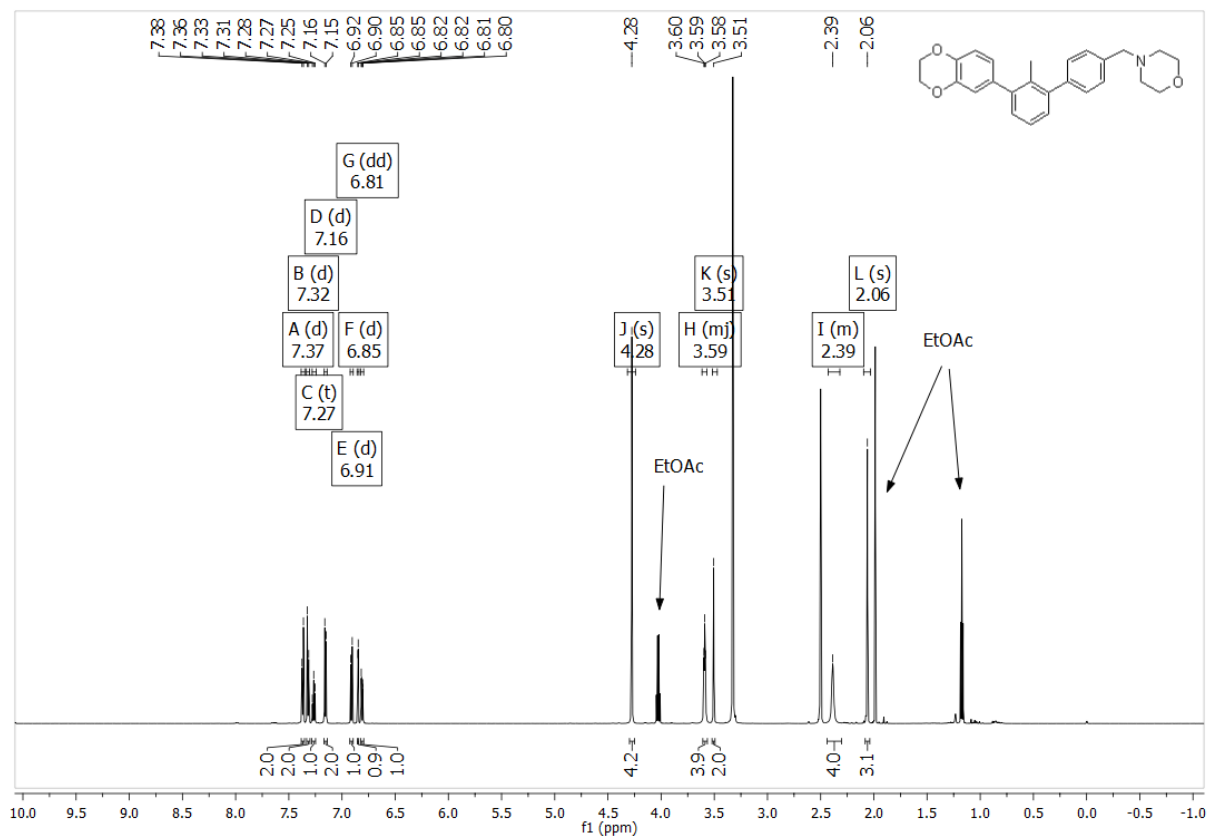 7.38 7.36 7.33 7.31 7.28 7.27 7.25 7.16 7.15 6.92 6.90 6.85 6.85 6.82 6.82 6.81 6.80 4.28 3.60 3.59 3.58 3.51 2.39 2.06
O
O
N
O
G (dd)
6.81
D (d)
7.16
B (d)
7.32
K (s)
3.51
L (s)
2.06
A (d)
7.37
F (d)
6.85
J (s)
4.28
H (mj)
3.59
I (m)
2.39
EtOAc
C (t)
7.27
E (d)
6.91
EtOAc
2.0 2.0 1.0 2.0 1.0 0.9 1.0 4.2 3.9 2.0 4.0 3.1
10.0 9.5 9.0 8.5 8.0 7.5 7.0 6.5 6.0 5.5 5.0 4.5 4.0 3.5 3.0 2.5 2.0 1.5 1.0 0.5 0.0 -0.5 -1.0
f1 (ppm)